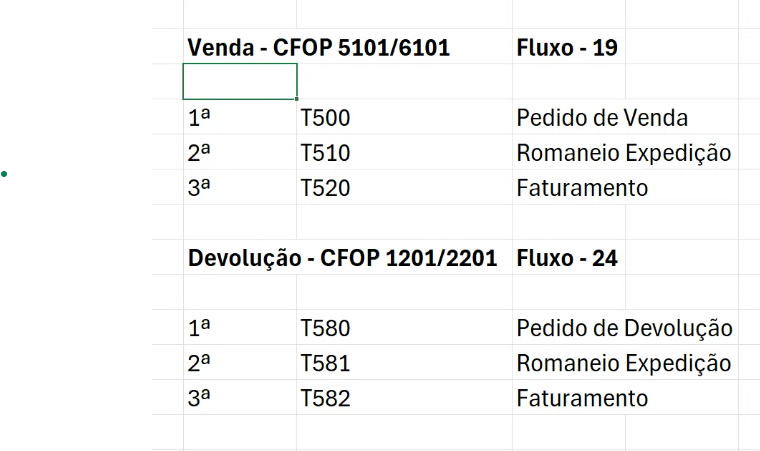 Venda - CFOP 5101/6101 Fluxo - 19
1ª T500 Pedido de Venda
2ª T510 Romaneio Expedição
3ª T520 Faturamento
Devolução - CFOP 1201/2201 Fluxo - 24
1ª T580 Pedido de Devolução
2ª T581 Romaneio Expedição
3ª T582 Faturamento